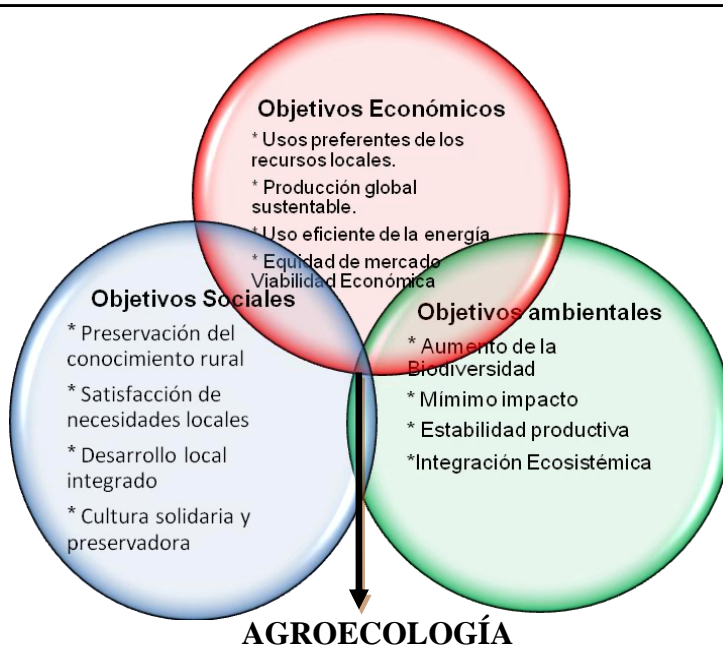 Objetivos Económicos
* Usos preferentes de los
recursos locales.
* Producción global
sustentable.
* Uso eficiente de la energía
* Equidad de mercado
Viabilidad Económica
Objetivos Sociales
* Preservación del
conocimiento rural
* Satisfacción de
necesidades locales
* Desarrollo local
integrado
* Cultura solidaria y
preservadora
Objetivos ambientales
* Aumento de la
Biodiversidad
* Mímimo impacto
* Estabilidad productiva
*Integración Ecosistémica
AGROECOLOGÍA